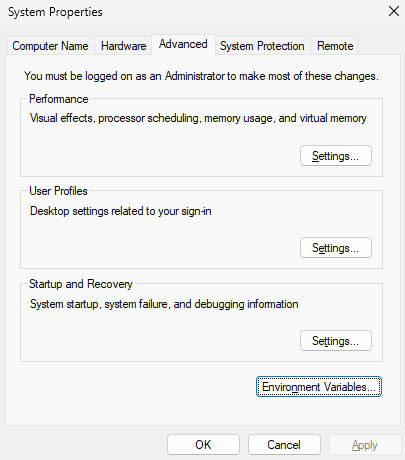 System Properties
Computer Name Hardware Advanced System Protection Remote
You must be logged on as an Administrator to make most of these changes.
Performance
Visual effects, processor scheduling, memory usage, and virtual memory
Settings...
User Profiles
Desktop settings related to your sign-in
Settings...
Startup and Recovery
System startup, system failure, and debugging information
Settings...
Environment Variables...
OK Cancel Apply